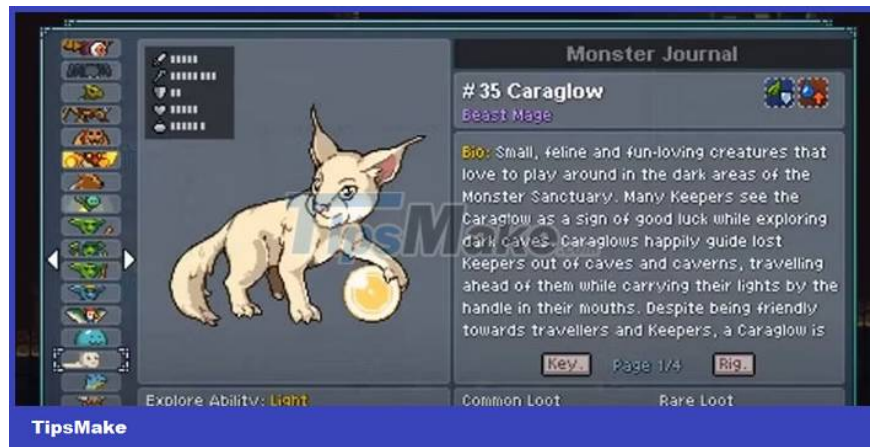 Monster Journal
#35 Caraglow
Beast Mage
Bio: Small, feline and fun-loving creatures that
love to play around in the dark areas of the
Monster Sanctuary. Many Keepers see the
Caraglow as a sign of good luck while exploring
dark caves. Caraglows happily guide lost
Keepers out of caves and caverns, travelling
ahead of them while carrying their lights by the
handle in their mouths. Despite being friendly
towards travellers and Keepers, a Caraglow is
Key. Page 1/4 Rig.
Explore Ability: Light
Common Loot Rare Loot
TipsMake.com
TipsMake